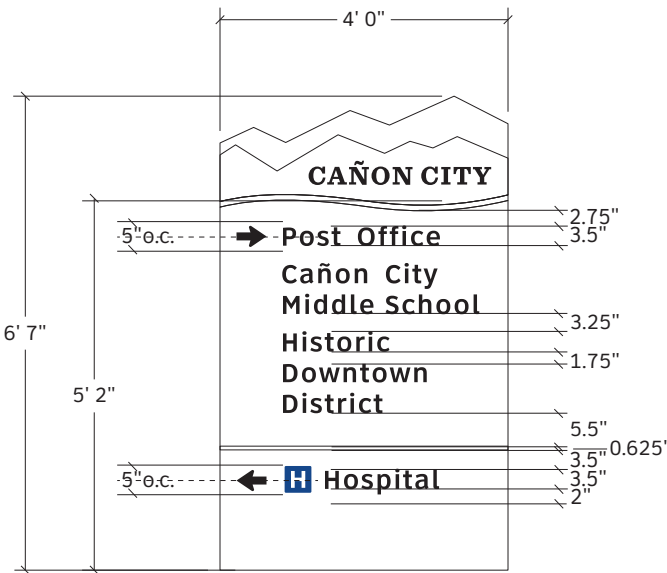 4' 0"
CAÑON CITY
2.75"
5"o.c.
Post Office
3.5"
Cañon City
Middle School
3.25"
6' 7"
Historic
1.75"
Downtown
5' 2"
District
5.5"
0.625'
3.5"
5"o.c.
H Hospital
3.5"
2"